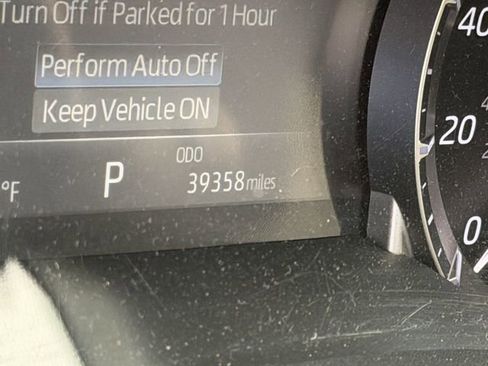 Turn Off if Parked for 1 Hour
Perform Auto Off
Keep Vehicle ON
°F P ODO
39358 miles
40
20
0